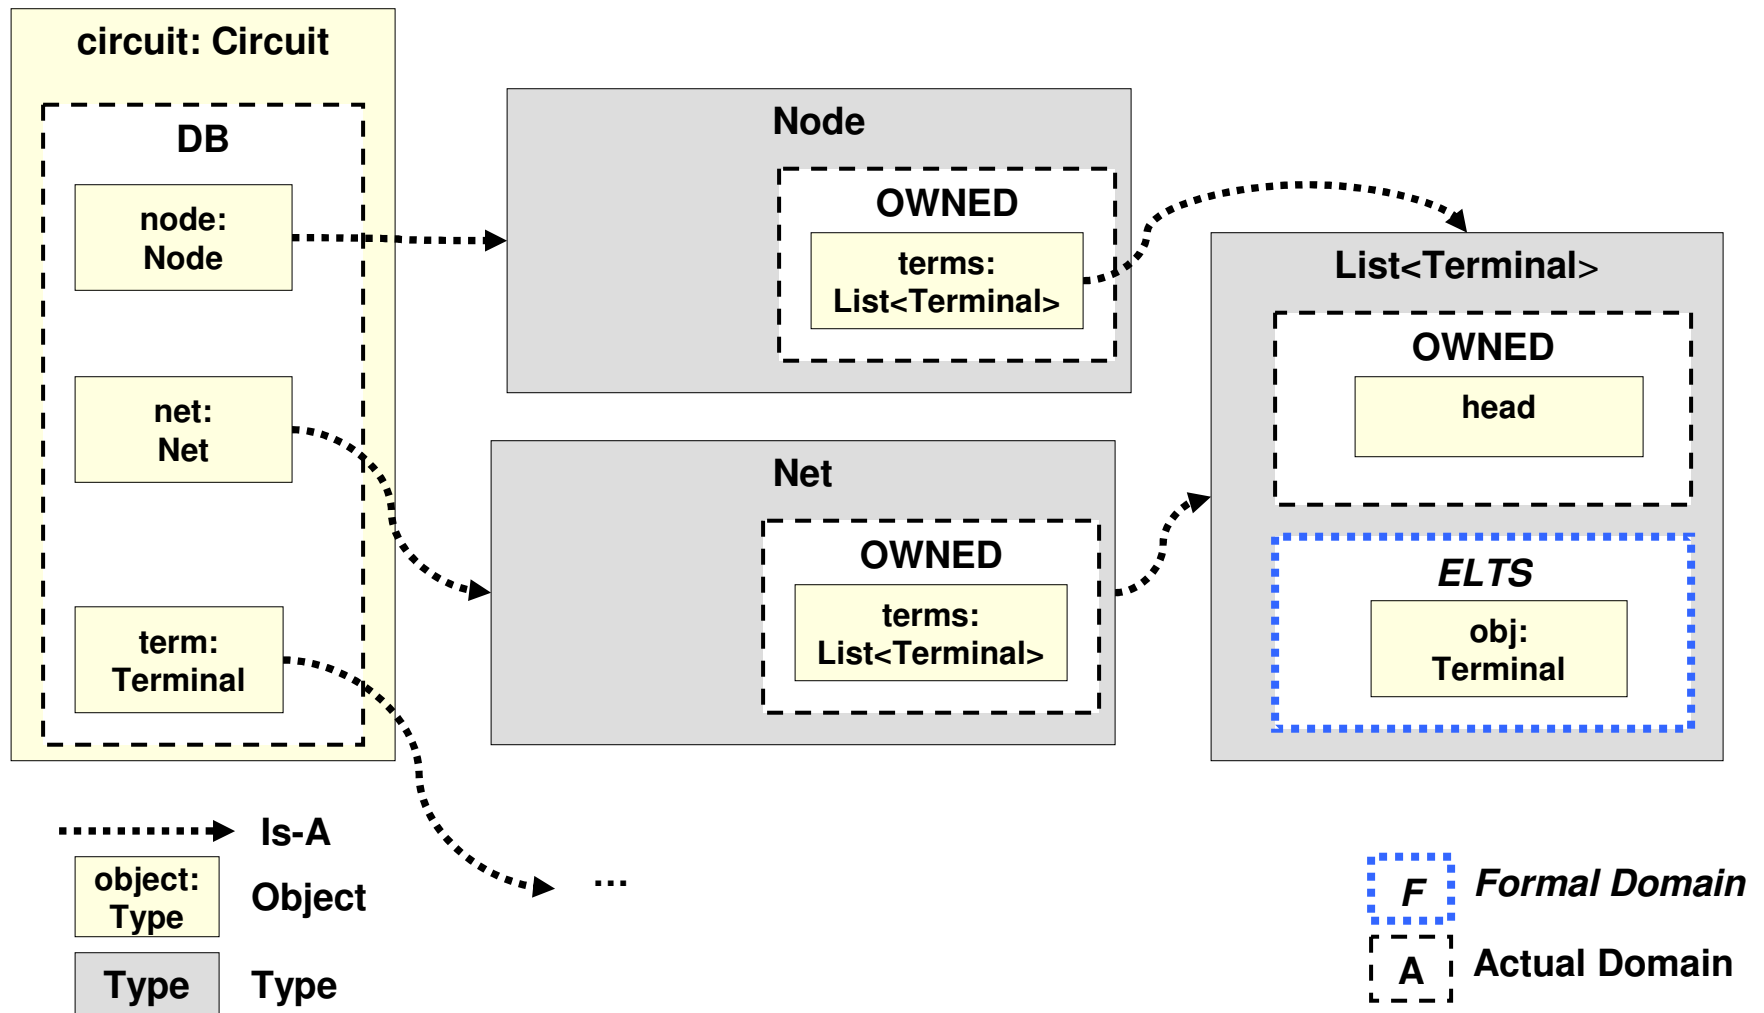 circuit: Circuit
DB
node:
Node
net:
Net
term:
Terminal
Node
OWNED
terms:
List<Terminal>
Net
OWNED
terms:
List<Terminal>
List<Terminal>
OWNED
head
ELTS
obj:
Terminal
...
Is-A
object:
Type
Object
Type
Type
F
Formal Domain
A
Actual Domain